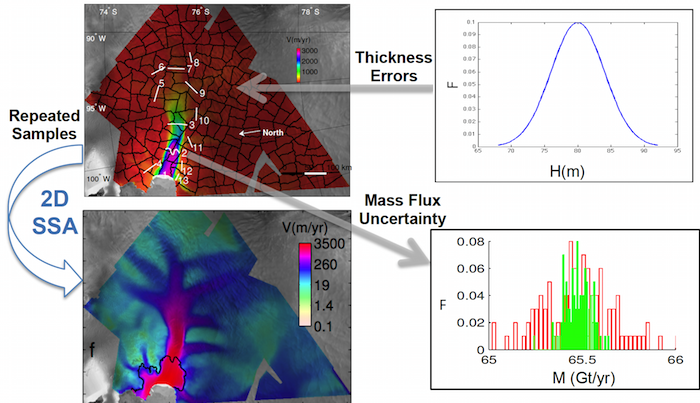 74 °S 76 °S 78 °S
90° W
V(m/yr)
3000
2000
1000
8
6
7
5
9
95° W
10
3
North
11
2
4
12
13
100 km
100 °W
Thickness
Errors
0.1
0.09
0.08
0.07
0.06
0.05
0.04
0.03
0.02
0.01
0
F
65 70 75 80 85 90 95
H(m)
Repeated
Samples
2D
SSA
V(m/yr)
3500
260
19
1.4
0.1
f
Mass Flux
Uncertainty
0.08
0.06
0.04
0.02
0
F
65 65.5 66
M (Gt/yr)